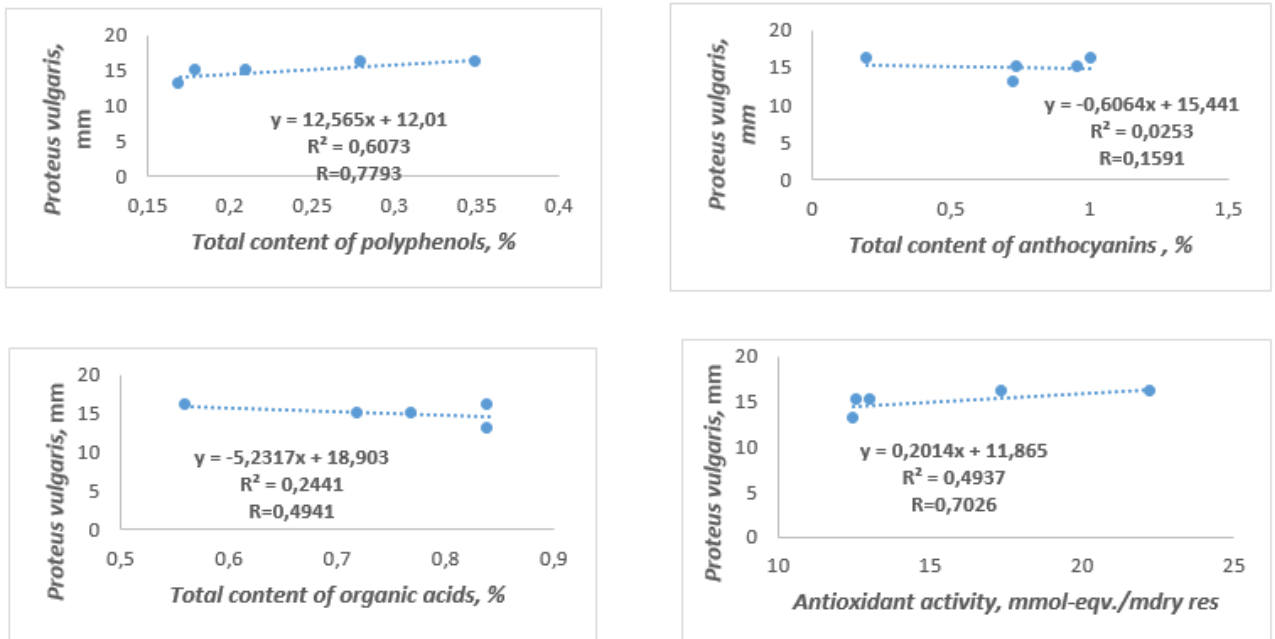 Proteus vulgaris,
mm
20
15
10
5
0
y = 12,565x + 12,01
R² = 0,6073
R=0,7793
0,15 0,2 0,25 0,3 0,35 0,4
Total content of polyphenols, %
Proteus vulgaris,
mm
20
15
10
5
0
y = -0,6064x + 15,441
R² = 0,0253
R=0,1591
0 0,5 1 1,5
Total content of anthocyanins , %
Proteus vulgaris, mm
20
15
10
5
0
y = -5,2317x + 18,903
R² = 0,2441
R=0,4941
0,5 0,6 0,7 0,8 0,9
Total content of organic acids, %
Proteus vulgaris, mm
20
15
10
5
0
y = 0,2014x + 11,865
R² = 0,4937
R=0,7026
10 15 20 25
Antioxidant activity, mmol-eqv./mdry res